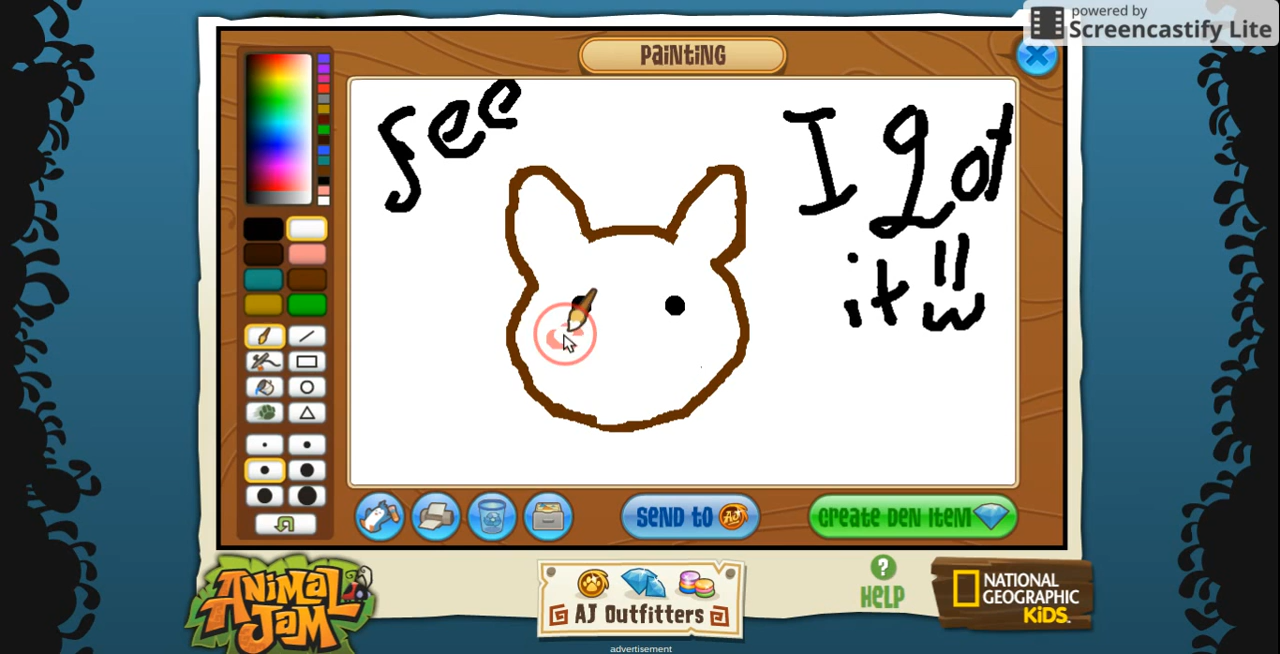 powered by
Screencastify Lite
PAINTING
See
I got
it!! w
SEND TO AJ
CREATE DEN ITEM
ANIMAL JAM
AJ OUTFITTERS
?
HELP
NATIONAL
GEOGRAPHIC
KiDS
advertisement